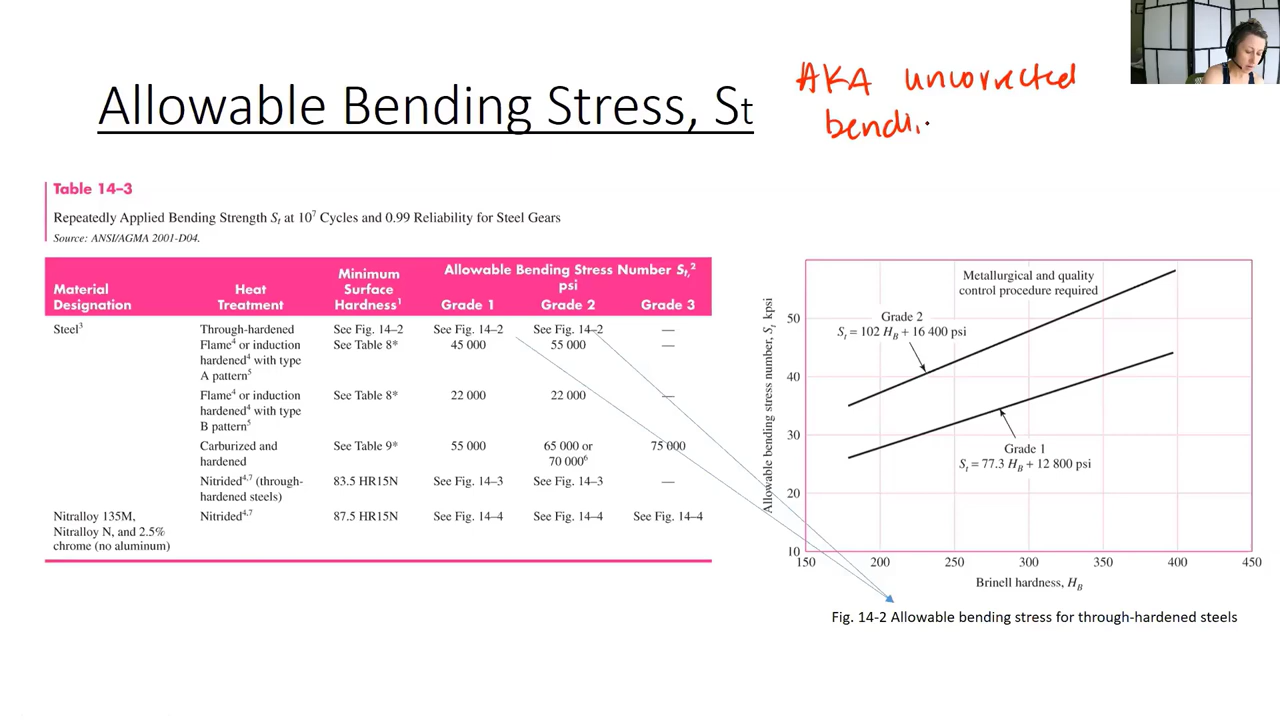 Allowable Bending Stress, St
AKA uncorrected
bendi
Table 14–3
Repeatedly Applied Bending Strength St at 10⁷ Cycles and 0.99 Reliability for Steel Gears
Source: ANSI/AGMA 2001-D04.
Material Designation
Heat Treatment
Minimum Surface Hardness¹
Allowable Bending Stress Number St,² psi
Grade 1 Grade 2 Grade 3
Steel³ Through-hardened See Fig. 14–2 See Fig. 14–2 See Fig. 14–2 —
Flame⁴ or induction See Table 8* 45 000 55 000 —
hardened⁴ with type
A pattern⁵
Flame⁴ or induction See Table 8* 22 000 22 000 —
hardened⁴ with type
B pattern⁵
Carburized and See Table 9* 55 000 65 000 or 75 000
hardened 70 000⁶
Nitrided⁴,⁷ (through- 83.5 HR15N See Fig. 14–3 See Fig. 14–3 —
hardened steels)
Nitralloy 135M, Nitrided⁴,⁷ 87.5 HR15N See Fig. 14–4 See Fig. 14–4 See Fig. 14–4
Nitralloy N, and 2.5%
chrome (no aluminum)
Allowable bending stress number, St kpsi
Metallurgical and quality
control procedure required
Grade 2
St = 102 HB + 16 400 psi
Grade 1
St = 77.3 HB + 12 800 psi
50
40
30
20
10
150 200 250 300 350 400 450
Brinell hardness, HB
Fig. 14-2 Allowable bending stress for through-hardened steels